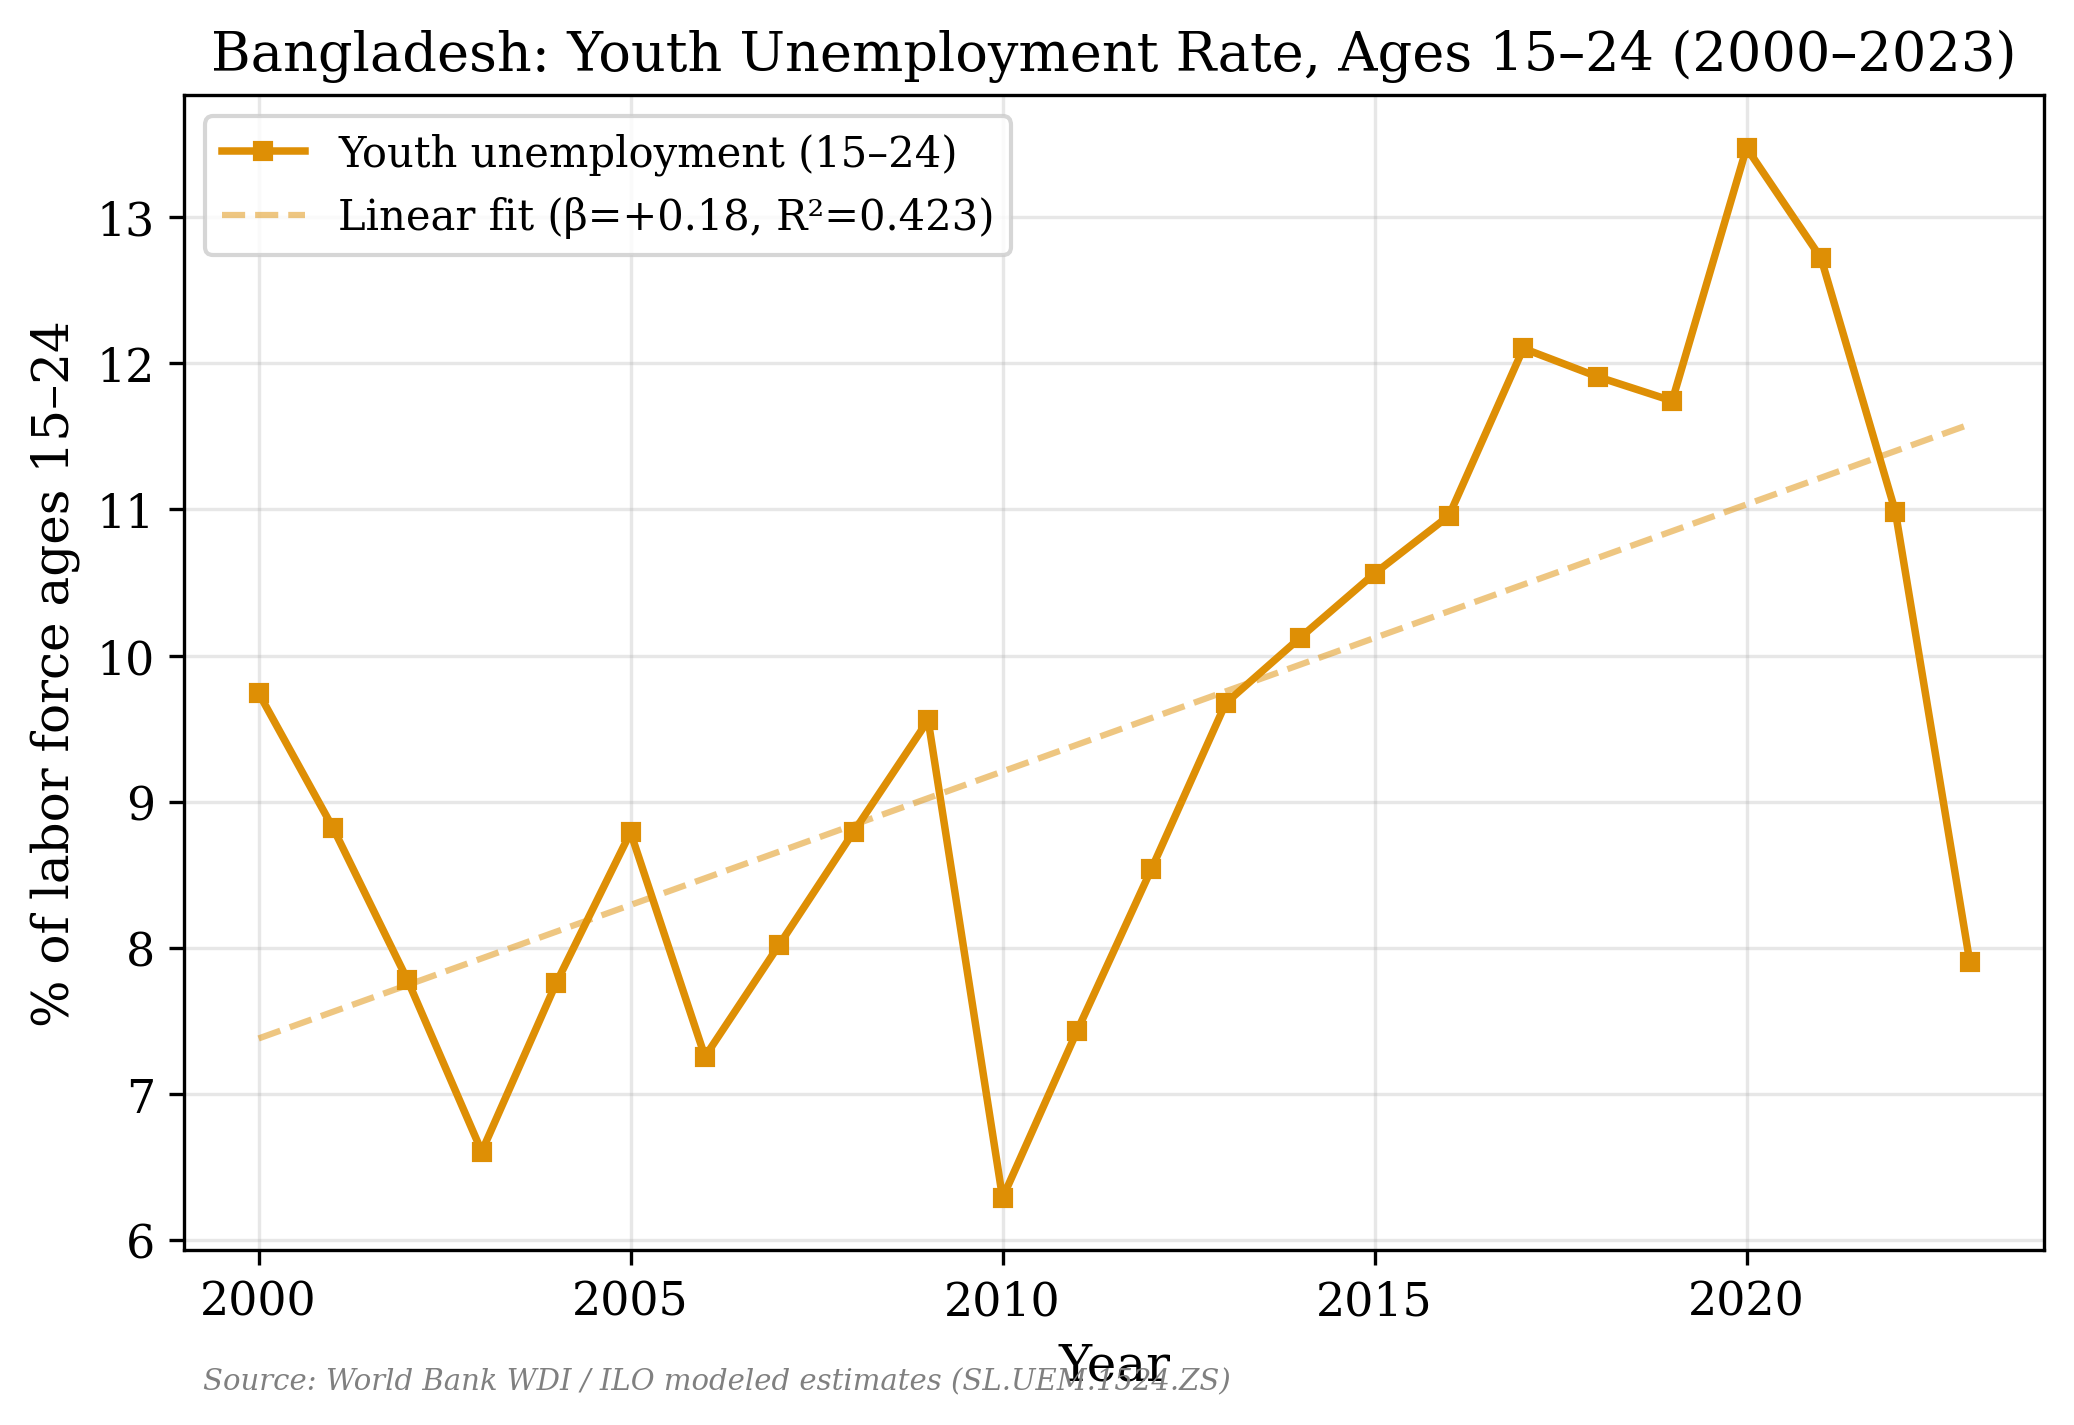 Bangladesh: Youth Unemployment Rate, Ages 15–24 (2000–2023)
Youth unemployment (15–24)
Linear fit (β=+0.18, R²=0.423)
% of labor force ages 15–24
13
12
11
10
9
8
7
6
2000 2005 2010 2015 2020
Year
Source: World Bank WDI / ILO modeled estimates (SL.UEM.1524.ZS)